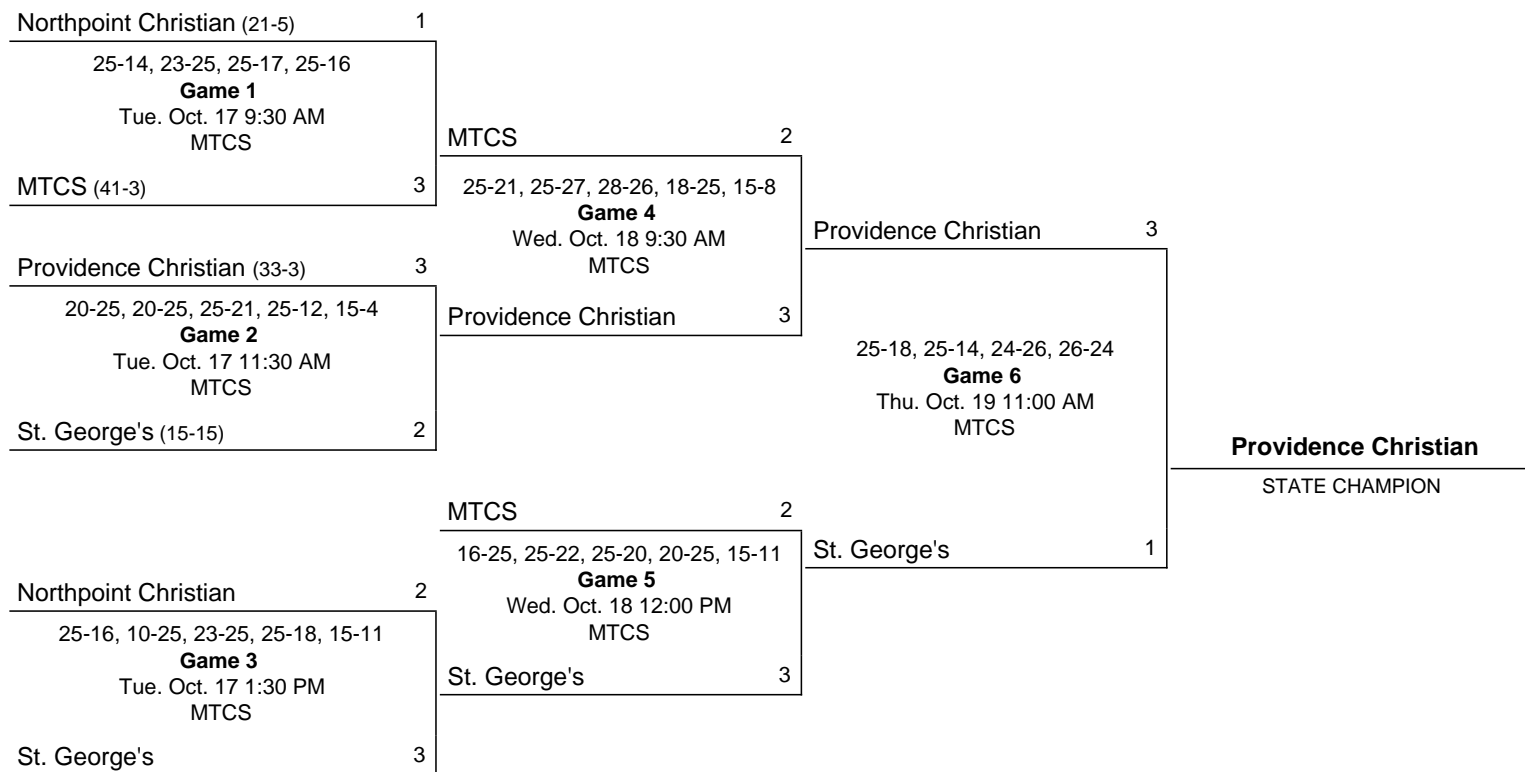 Northpoint Christian (21-5) 1
25-14, 23-25, 25-17, 25-16
Game 1
Tue. Oct. 17 9:30 AM
MTCS
MTCS (41-3) 3
Providence Christian (33-3) 3
20-25, 20-25, 25-21, 25-12, 15-4
Game 2
Tue. Oct. 17 11:30 AM
MTCS
St. George's (15-15) 2
Northpoint Christian 2
25-16, 10-25, 23-25, 25-18, 15-11
Game 3
Tue. Oct. 17 1:30 PM
MTCS
St. George's 3
MTCS 2
25-21, 25-27, 28-26, 18-25, 15-8
Game 4
Wed. Oct. 18 9:30 AM
MTCS
Providence Christian 3
MTCS 2
16-25, 25-22, 25-20, 20-25, 15-11
Game 5
Wed. Oct. 18 12:00 PM
MTCS
St. George's 3
Providence Christian 3
25-18, 25-14, 24-26, 26-24
Game 6
Thu. Oct. 19 11:00 AM
MTCS
St. George's 1
Providence Christian
STATE CHAMPION